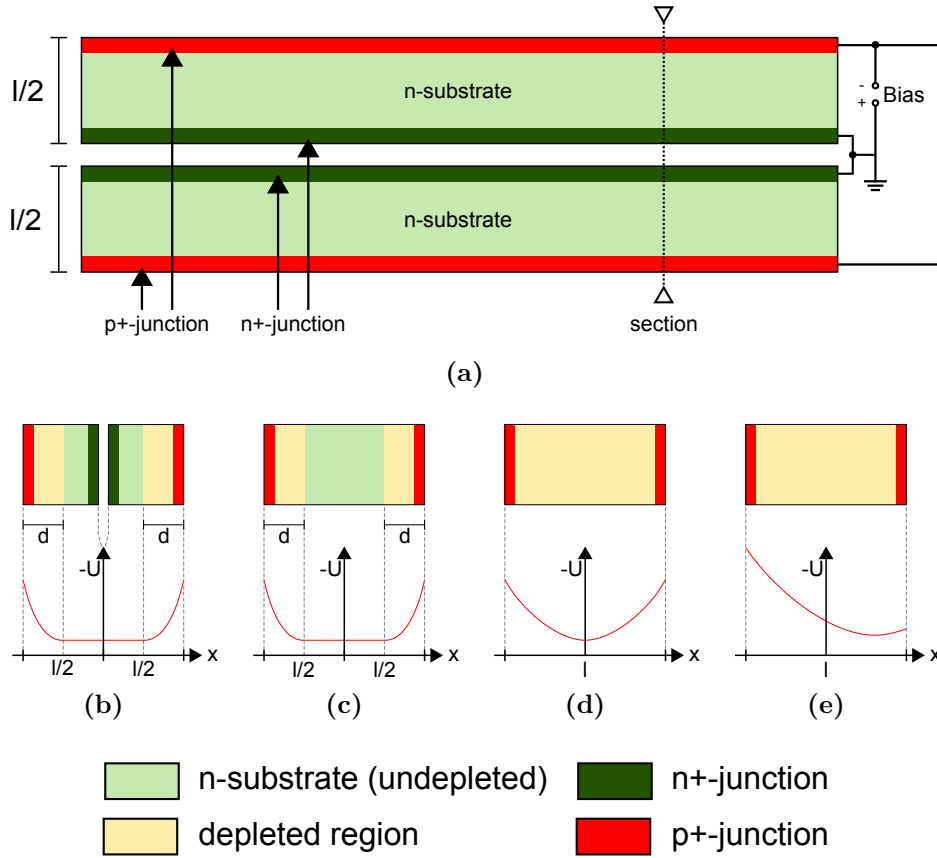 l/2
n-substrate
-
+
Bias
l/2
n-substrate
p+-junction
n+-junction
section
(a)
d
d
-U
x
l/2
l/2
(b)
d
d
-U
x
l/2
l/2
(c)
-U
x
l
(d)
-U
x
l
(e)
n-substrate (undepleted)
n+-junction
depleted region
p+-junction